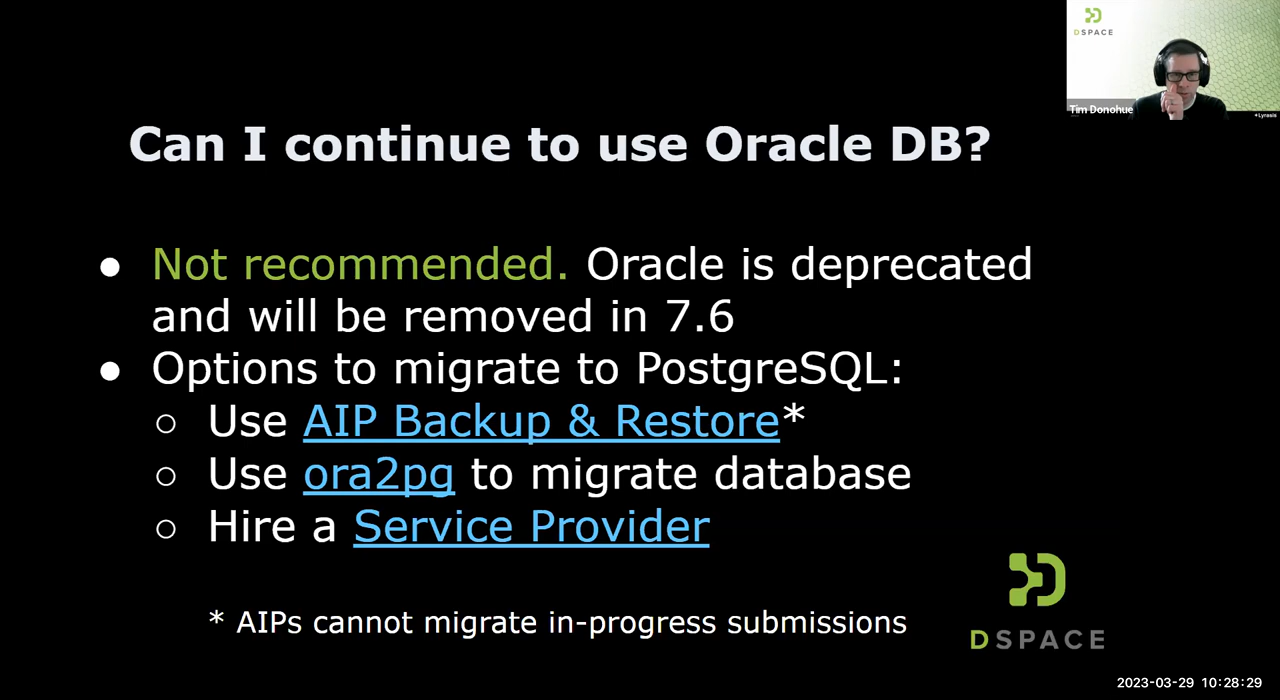 DSPACE
Tim Donohue
Lyrasis
Can I continue to use Oracle DB?
● Not recommended. Oracle is deprecated
and will be removed in 7.6
● Options to migrate to PostgreSQL:
○ Use AIP Backup & Restore*
○ Use ora2pg to migrate database
○ Hire a Service Provider
* AIPs cannot migrate in-progress submissions
DSPACE
2023-03-29 10:28:29